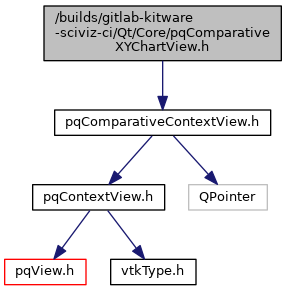 /builds/gitlab-kitware
-sciviz-ci/Qt/Core/pqComparative
XYChartView.h
pqComparativeContextView.h
pqContextView.h
QPointer
pqView.h
vtkType.h